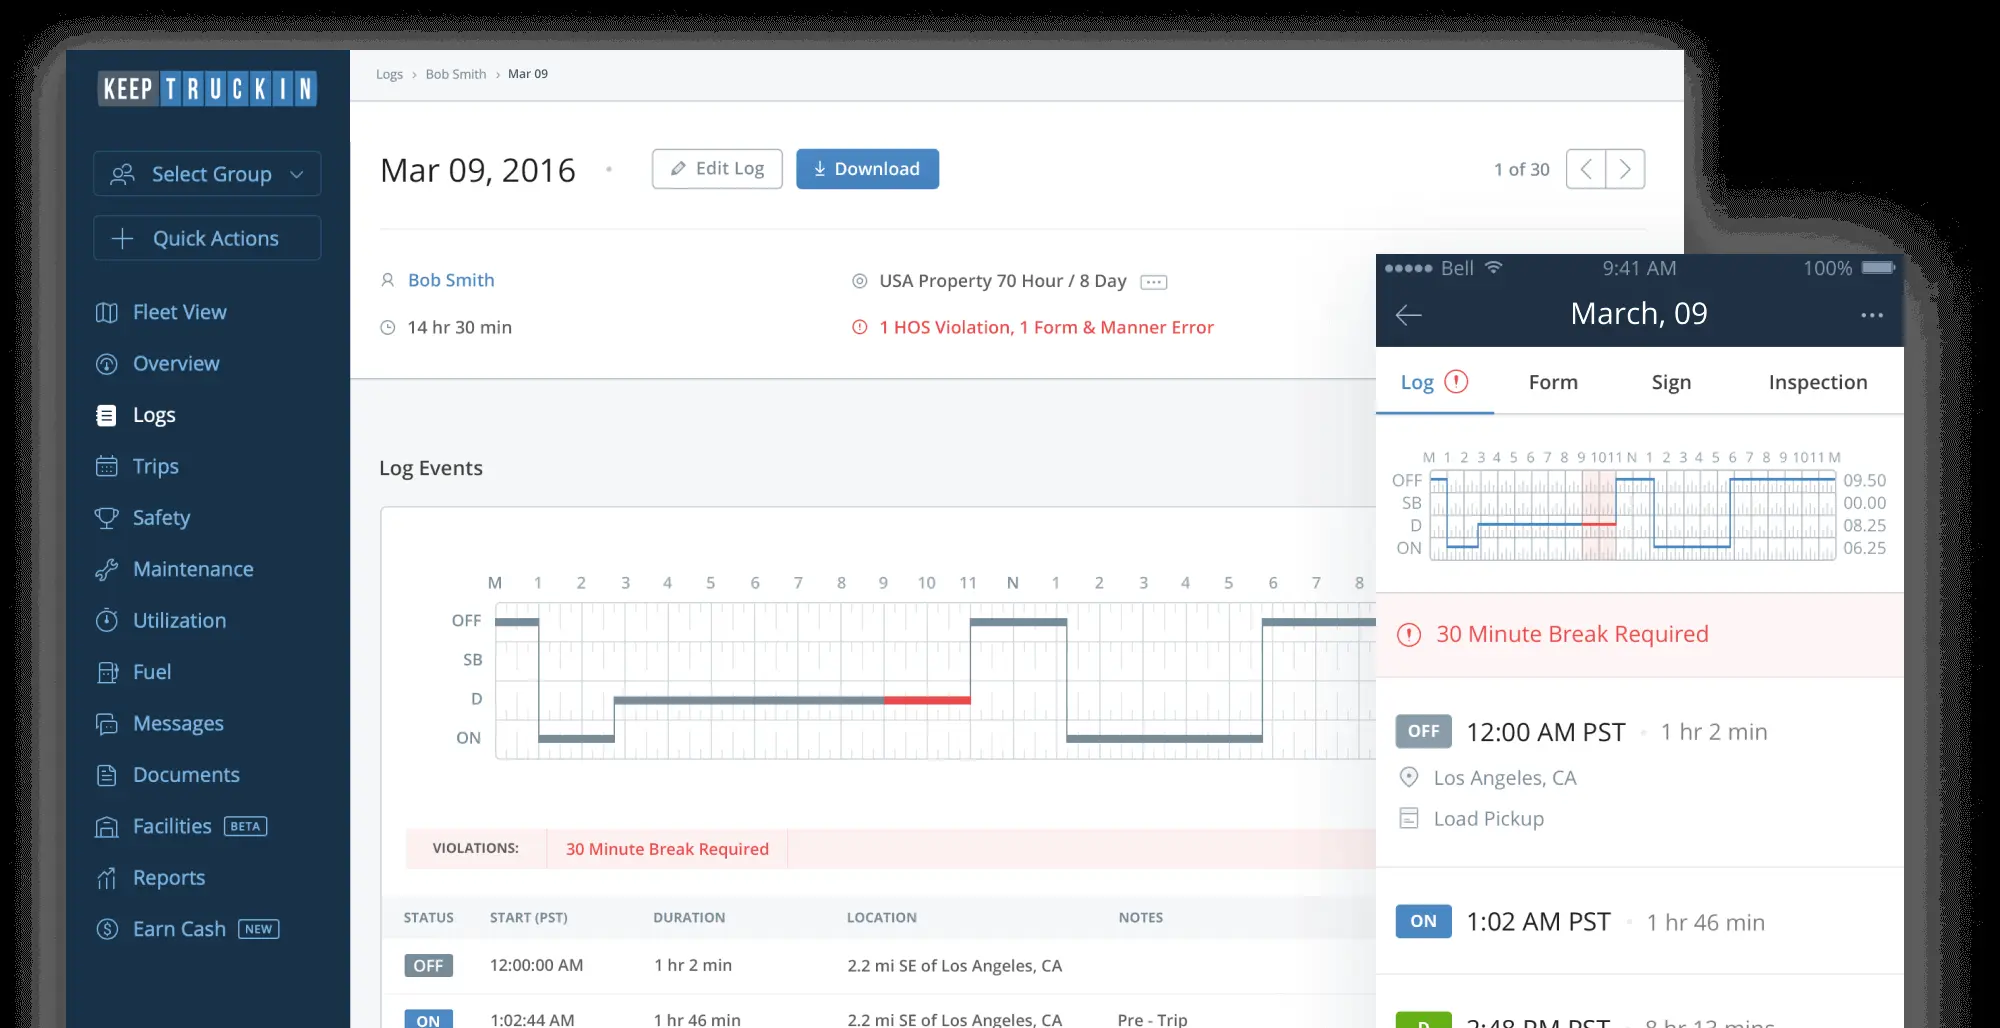 KEEP TRUCKIN
Select Group
Quick Actions
Fleet View
Overview
Logs
Trips
Safety
Maintenance
Utilization
Fuel
Messages
Documents
Facilities BETA
Reports
Earn Cash NEW
Logs › Bob Smith › Mar 09
Mar 09, 2016 • Edit Log Download 1 of 30
Bob Smith USA Property 70 Hour / 8 Day
14 hr 30 min 1 HOS Violation, 1 Form & Manner Error
Log Events
M 1 2 3 4 5 6 7 8 9 10 11 N 1 2 3 4 5 6 7 8
OFF
SB
D
ON
VIOLATIONS: 30 Minute Break Required
STATUS START (PST) DURATION LOCATION NOTES
OFF 12:00:00 AM 1 hr 2 min 2.2 mi SE of Los Angeles, CA
ON 1:02:44 AM 1 hr 46 min 2.2 mi SE of Los Angeles, CA Pre - Trip
Bell 9:41 AM 100%
March, 09
Log Form Sign Inspection
M 1 2 3 4 5 6 7 8 9 10 11 N 1 2 3 4 5 6 7 8 9 10 11 M
OFF 09.50
SB 00.00
D 08.25
ON 06.25
30 Minute Break Required
OFF 12:00 AM PST • 1 hr 2 min
Los Angeles, CA
Load Pickup
ON 1:02 AM PST • 1 hr 46 min
D 2:48 PM PST • 8 hr 13 mins